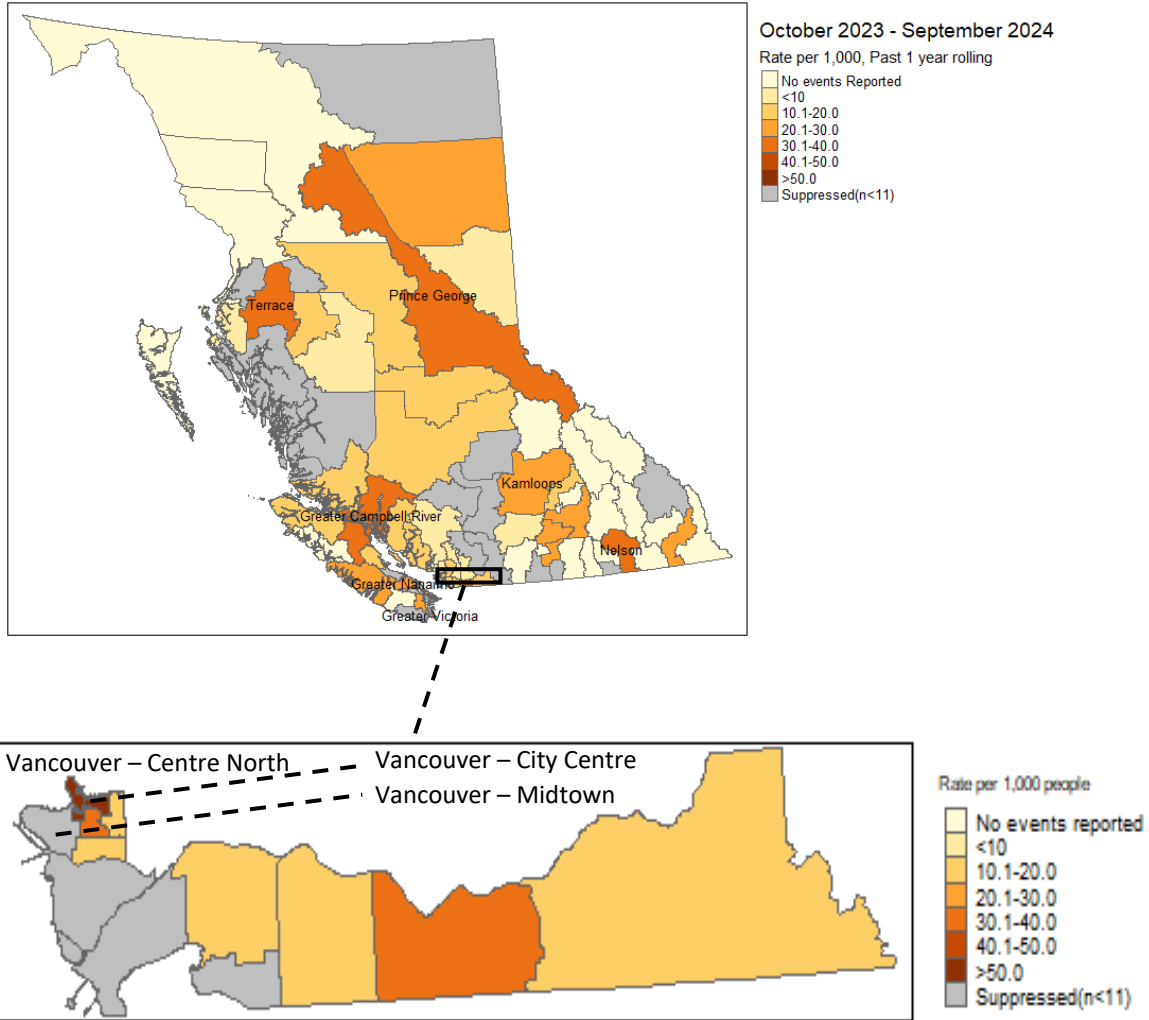 October 2023 - September 2024
Rate per 1,000, Past 1 year rolling
No events Reported
<10
10.1-20.0
20.1-30.0
30.1-40.0
40.1-50.0
>50.0
Suppressed(n<11)
Prince George
Terrace
Kamloops
Greater Campbell River
Nelson
Greater Nanaimo
Greater Victoria
Vancouver – Centre North
Vancouver – City Centre
Vancouver – Midtown
Rate per 1,000 people
No events reported
<10
10.1-20.0
20.1-30.0
30.1-40.0
40.1-50.0
>50.0
Suppressed(n<11)